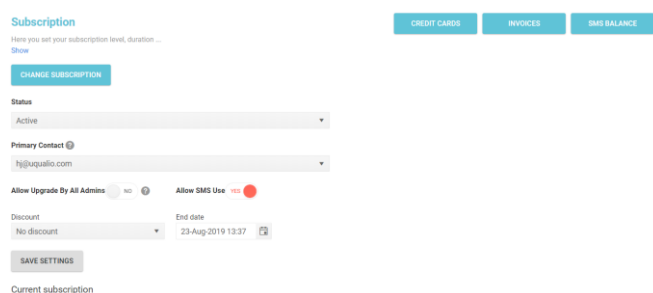 Subscription
CREDIT CARDS
INVOICES
SMS BALANCE
Here you set your subscription level, duration ...
Show
CHANGE SUBSCRIPTION
Status
Active
Primary Contact
hj@uqualio.com
Allow Upgrade By All Admins NO
Allow SMS Use YES
Discount
End date
No discount
23-Aug-2019 13:37
SAVE SETTINGS
Current subscription